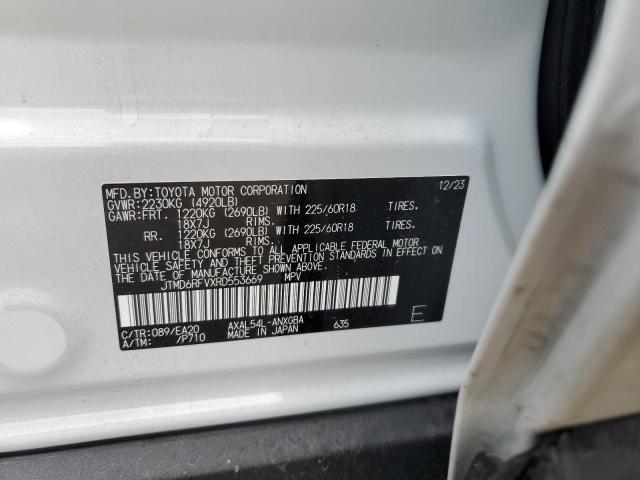 MFD.BY:TOYOTA MOTOR CORPORATION 12/23
GVWR:2230KG (4920LB)
GAWR:FRT. 1220KG (2690LB) WITH 225/60R18 TIRES.
18X7J RIMS.
RR. 1220KG (2690LB) WITH 225/60R18 TIRES.
18X7J RIMS.
THIS VEHICLE CONFORMS TO ALL APPLICABLE FEDERAL MOTOR
VEHICLE SAFETY AND THEFT PREVENTION STANDARDS IN EFFECT
ON THE DATE OF MANUFACTURE SHOWN ABOVE.
JTMD6RFVXRD553669 MPV
C/TR:089/EA20 AXAL54L-ANXGBA 635
A/TM: /P710 MADE IN JAPAN E